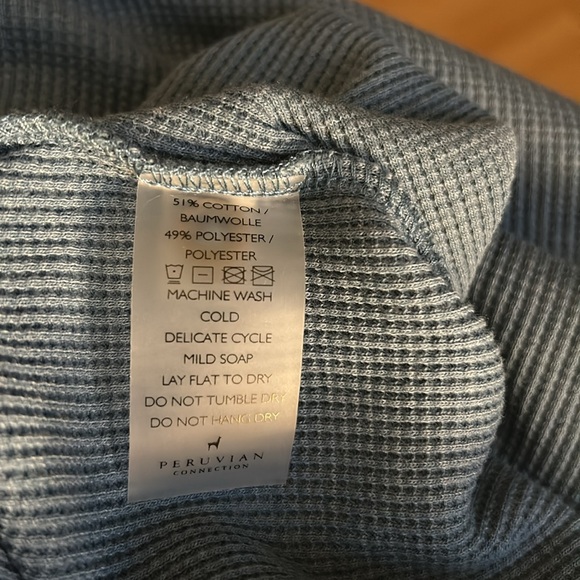 51% COTTON /
BAUMWOLLE
49% POLYESTER /
POLYESTER
MACHINE WASH
COLD
DELICATE CYCLE
MILD SOAP
LAY FLAT TO DRY
DO NOT TUMBLE DRY
DO NOT HANG DRY
PERUVIAN
CONNECTION